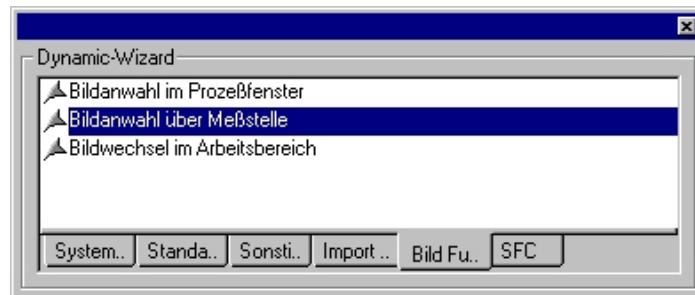 Dynamic-Wizard
Bildanwahl im Prozeßfenster
Bildanwahl über Meßstelle
Bildwechsel im Arbeitsbereich
System.. Standa.. Sonsti.. Import .. Bild Fu.. SFC